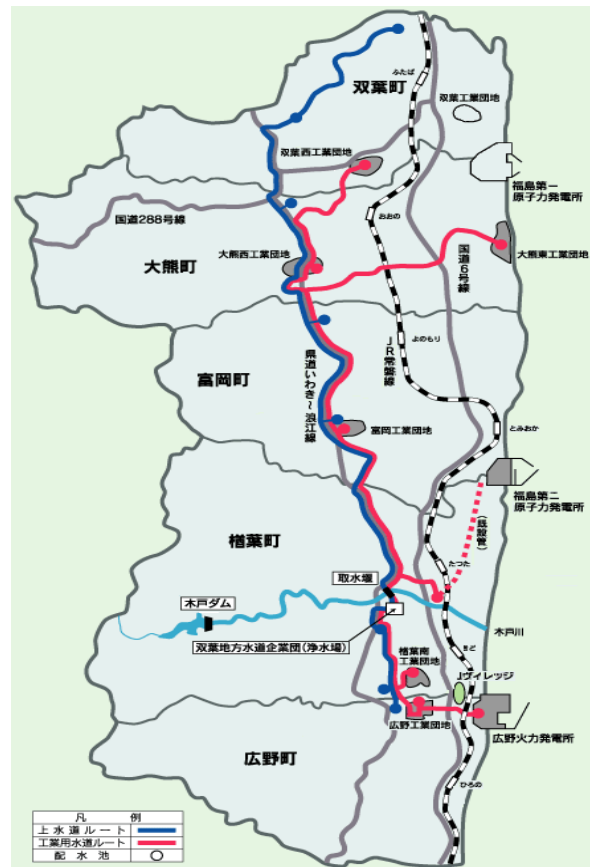 ふたば
双葉町
双葉工業団地
双葉西工業団地
福島第一
原子力発電所
国道288号線
おおの
大熊西工業団地
国道6号線
大熊東工業団地
大熊町
よのもり
県道いわき～浪江線
JR常磐線
富岡町
とみおか
富岡工業団地
福島第二
原子力発電所
(既設管)
楢葉町
たつた
取水堰
木戸ダム
木戸川
双葉地方水道企業団(浄水場)
きど
楢葉南
工業団地
Jヴィレッジ
広野工業団地
広野火力発電所
広野町
ひろの
凡 例
上水道ルート
工業用水道ルート
配水池